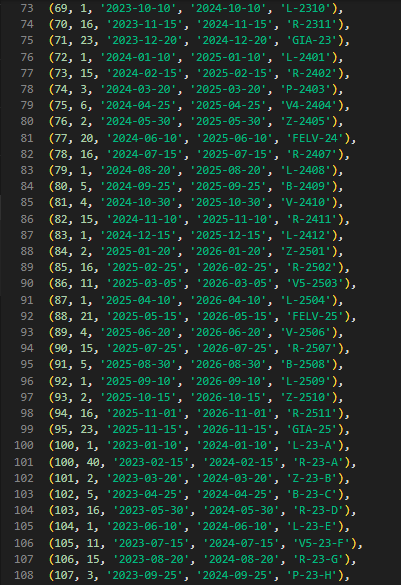 73 (69, 1, '2023-10-10', '2024-10-10', 'L-2310'),
74 (70, 16, '2023-11-15', '2024-11-15', 'R-2311'),
75 (71, 23, '2023-12-20', '2024-12-20', 'GIA-23'),
76 (72, 1, '2024-01-10', '2025-01-10', 'L-2401'),
77 (73, 15, '2024-02-15', '2025-02-15', 'R-2402'),
78 (74, 3, '2024-03-20', '2025-03-20', 'P-2403'),
79 (75, 6, '2024-04-25', '2025-04-25', 'V4-2404'),
80 (76, 2, '2024-05-30', '2025-05-30', 'Z-2405'),
81 (77, 20, '2024-06-10', '2025-06-10', 'FELV-24'),
82 (78, 16, '2024-07-15', '2025-07-15', 'R-2407'),
83 (79, 1, '2024-08-20', '2025-08-20', 'L-2408'),
84 (80, 5, '2024-09-25', '2025-09-25', 'B-2409'),
85 (81, 4, '2024-10-30', '2025-10-30', 'V-2410'),
86 (82, 15, '2024-11-10', '2025-11-10', 'R-2411'),
87 (83, 1, '2024-12-15', '2025-12-15', 'L-2412'),
88 (84, 2, '2025-01-20', '2026-01-20', 'Z-2501'),
89 (85, 16, '2025-02-25', '2026-02-25', 'R-2502'),
90 (86, 11, '2025-03-05', '2026-03-05', 'V5-2503'),
91 (87, 1, '2025-04-10', '2026-04-10', 'L-2504'),
92 (88, 21, '2025-05-15', '2026-05-15', 'FELV-25'),
93 (89, 4, '2025-06-20', '2026-06-20', 'V-2506'),
94 (90, 15, '2025-07-25', '2026-07-25', 'R-2507'),
95 (91, 5, '2025-08-30', '2026-08-30', 'B-2508'),
96 (92, 1, '2025-09-10', '2026-09-10', 'L-2509'),
97 (93, 2, '2025-10-15', '2026-10-15', 'Z-2510'),
98 (94, 16, '2025-11-01', '2026-11-01', 'R-2511'),
99 (95, 23, '2025-11-15', '2026-11-15', 'GIA-25'),
100 (100, 1, '2023-01-10', '2024-01-10', 'L-23-A'),
101 (100, 40, '2023-02-15', '2024-02-15', 'R-23-A'),
102 (101, 2, '2023-03-20', '2024-03-20', 'Z-23-B'),
103 (102, 5, '2023-04-25', '2024-04-25', 'B-23-C'),
104 (103, 16, '2023-05-30', '2024-05-30', 'R-23-D'),
105 (104, 1, '2023-06-10', '2024-06-10', 'L-23-E'),
106 (105, 11, '2023-07-15', '2024-07-15', 'V5-23-F'),
107 (106, 15, '2023-08-20', '2024-08-20', 'R-23-G'),
108 (107, 3, '2023-09-25', '2024-09-25', 'P-23-H'),